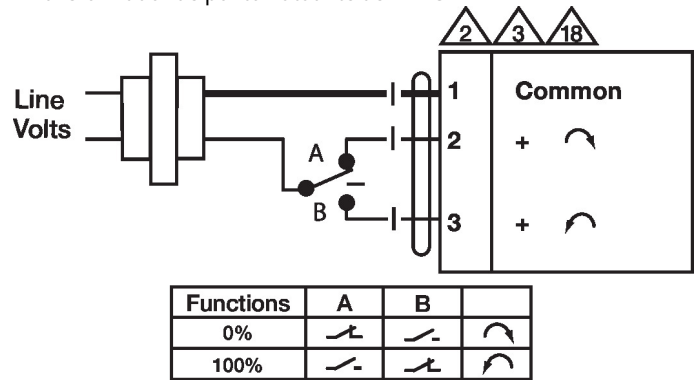 2 3 18
Line
Volts
1 Common
A
2 +
B
3 +
Functions A B
0%
100%